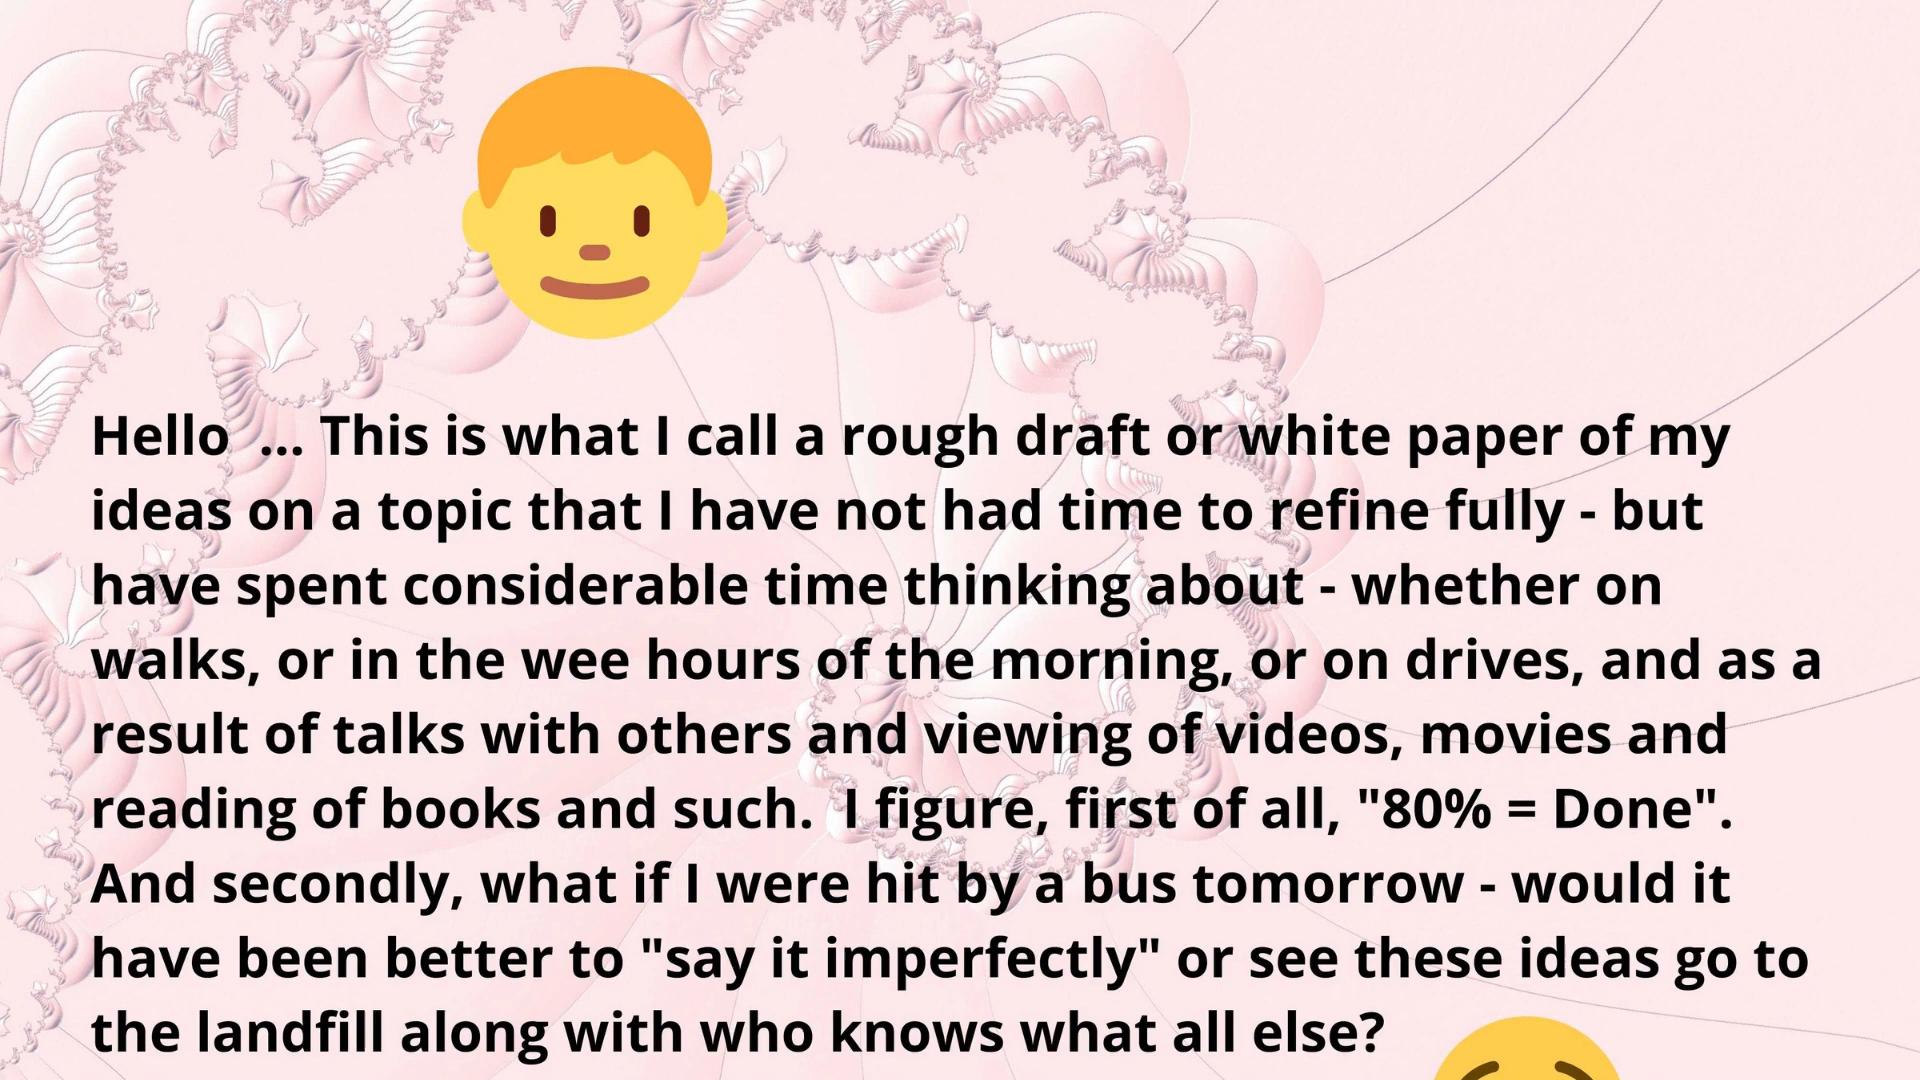 Hello  ... This is what I call a rough draft or white paper of my
ideas on a topic that I have not had time to refine fully - but
have spent considerable time thinking about - whether on
walks, or in the wee hours of the morning, or on drives, and as a
result of talks with others and viewing of videos, movies and
reading of books and such.  I figure, first of all, "80% = Done".
And secondly, what if I were hit by a bus tomorrow - would it
have been better to "say it imperfectly" or see these ideas go to
the landfill along with who knows what all else?